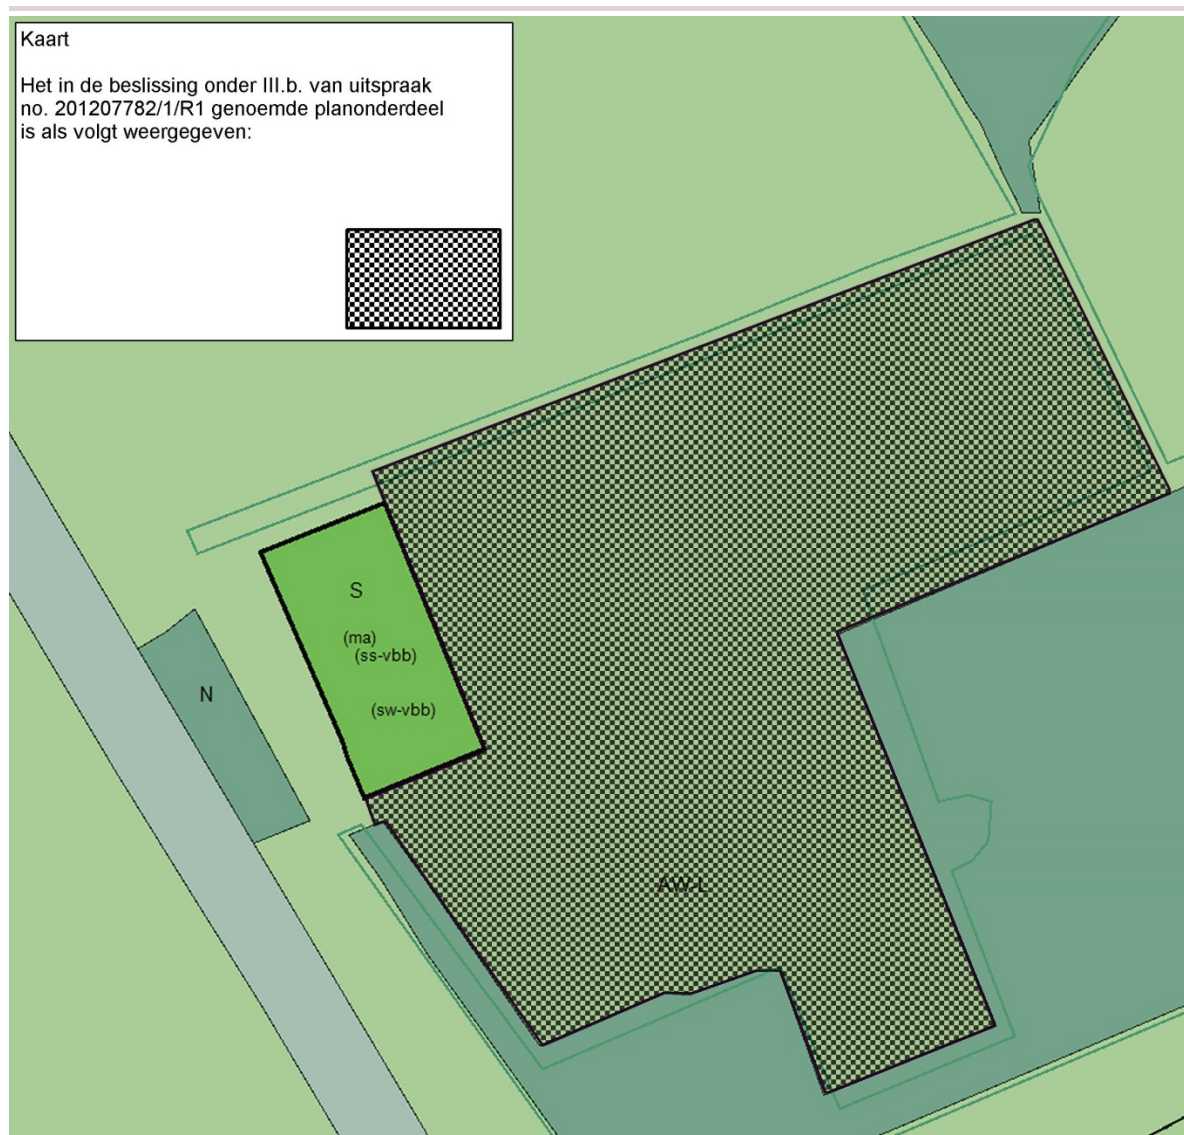 Kaart
Het in de beslissing onder III.b. van uitspraak
no. 201207782/1/R1 genoemde planonderdeel
is als volgt weergegeven:
S
(ma)
(ss-vbb)
N
(sw-vbb)
AW-L